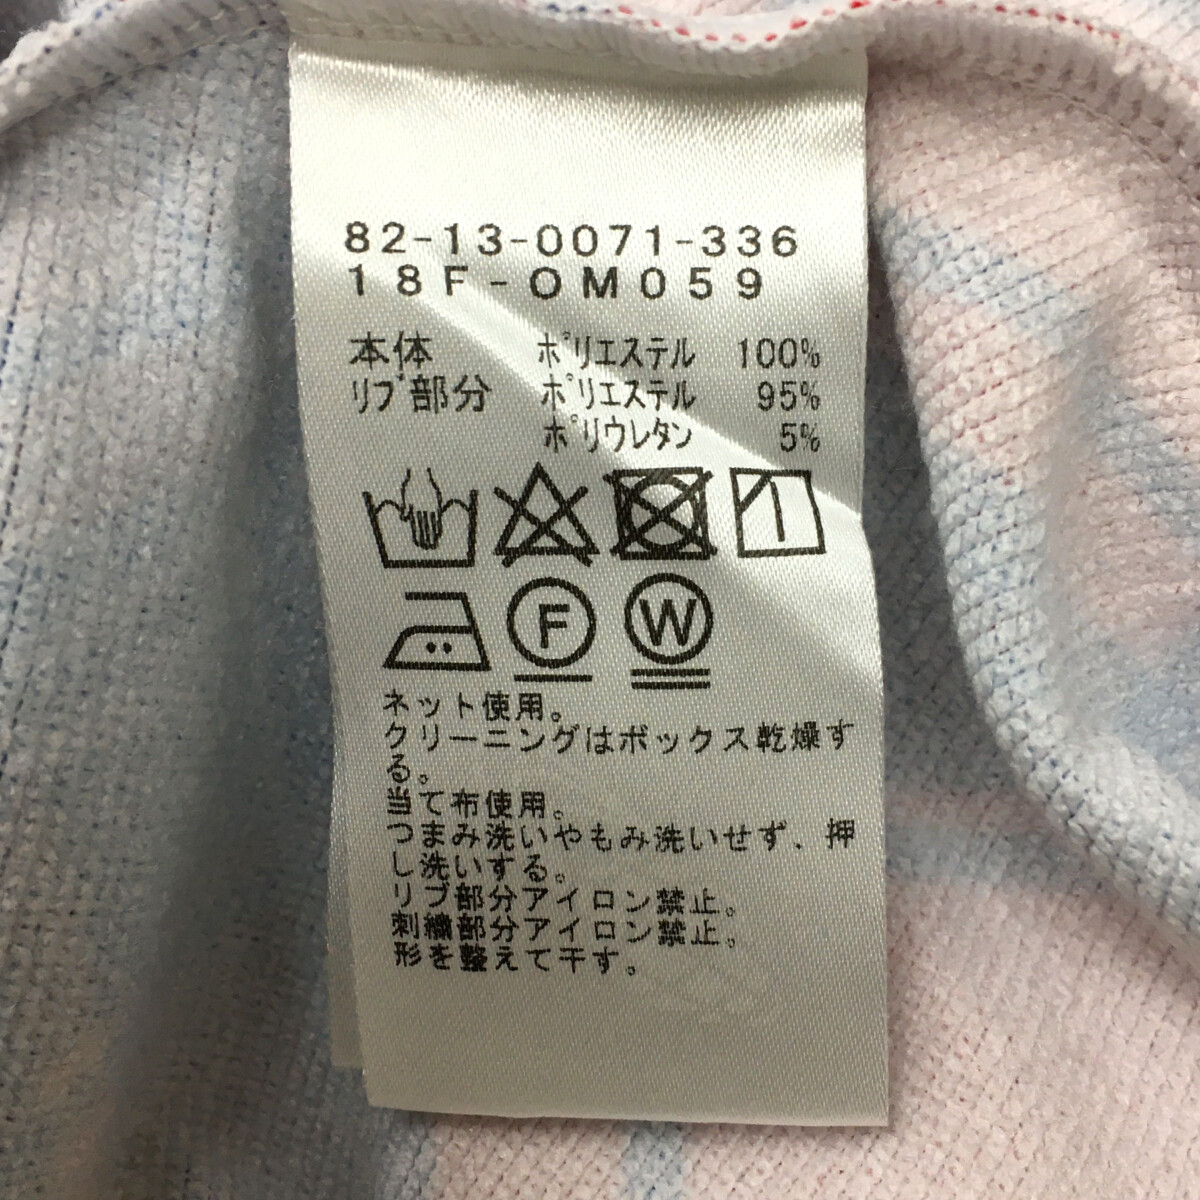 82-13-0071-336
18F-OM059
本体 ポリエステル 100%
リブ部分 ポリエステル 95%
ポリウレタン 5%
F W
ネット使用。
クリーニングはボックス乾燥す
る。
当て布使用。
つまみ洗いやもみ洗いせず、押
し洗いする。
リブ部分アイロン禁止。
刺繍部分アイロン禁止。
形を整えて干す。